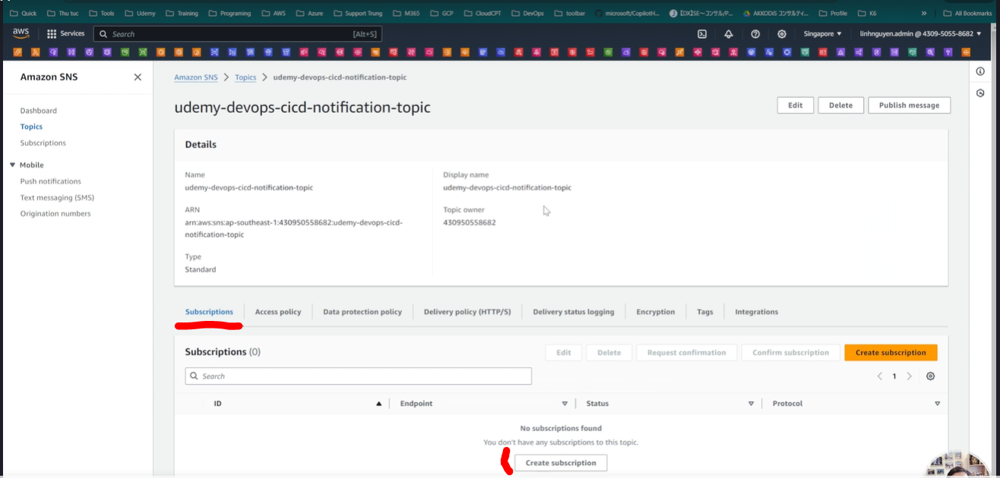 Quick Thu tuc Tools Udemy Training Programing AWS Azure Support Trung M365 GCP CloudCPT DevOps toolbar microsoft/CopilotH... 【DX】SE～コンサル/P... AKKODiS コンサルティ... Profile K6 » All Bookmarks
aws Services Search [Alt+S] Singapore ▼ linhnguyen.admin @ 4309-5055-8682 ▼
Amazon SNS
Dashboard
Topics
Subscriptions
▼ Mobile
Push notifications
Text messaging (SMS)
Origination numbers
Amazon SNS > Topics > udemy-devops-cicd-notification-topic
udemy-devops-cicd-notification-topic
Edit Delete Publish message
Details
Name
udemy-devops-cicd-notification-topic
ARN
arn:aws:sns:ap-southeast-1:430950558682:udemy-devops-cicd-
notification-topic
Type
Standard
Display name
udemy-devops-cicd-notification-topic
Topic owner
430950558682
Subscriptions Access policy Data protection policy Delivery policy (HTTP/S) Delivery status logging Encryption Tags Integrations
Subscriptions (0)
Edit Delete Request confirmation Confirm subscription Create subscription
Search
< 1 >
ID Endpoint Status Protocol
No subscriptions found
You don't have any subscriptions to this topic.
Create subscription